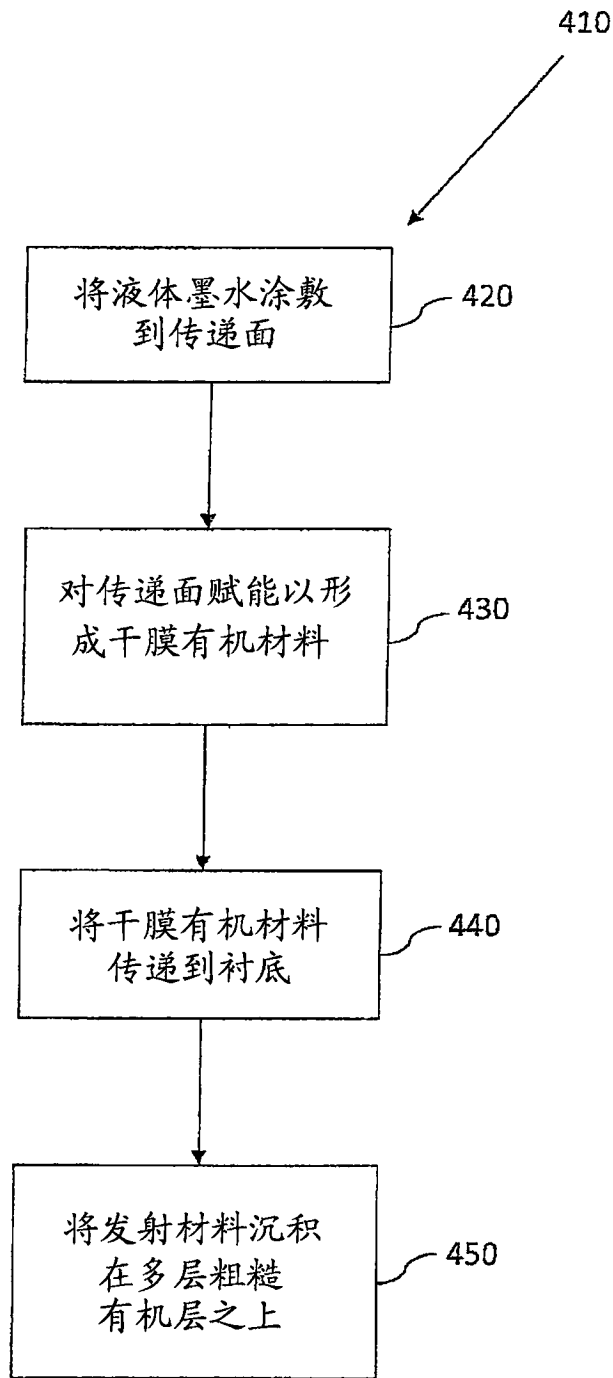 410
将液体墨水涂敷
到传递面
420
对传递面赋能以形
成干膜有机材料
430
将干膜有机材料
传递到衬底
440
将发射材料沉积
在多层粗糙
有机层之上
450